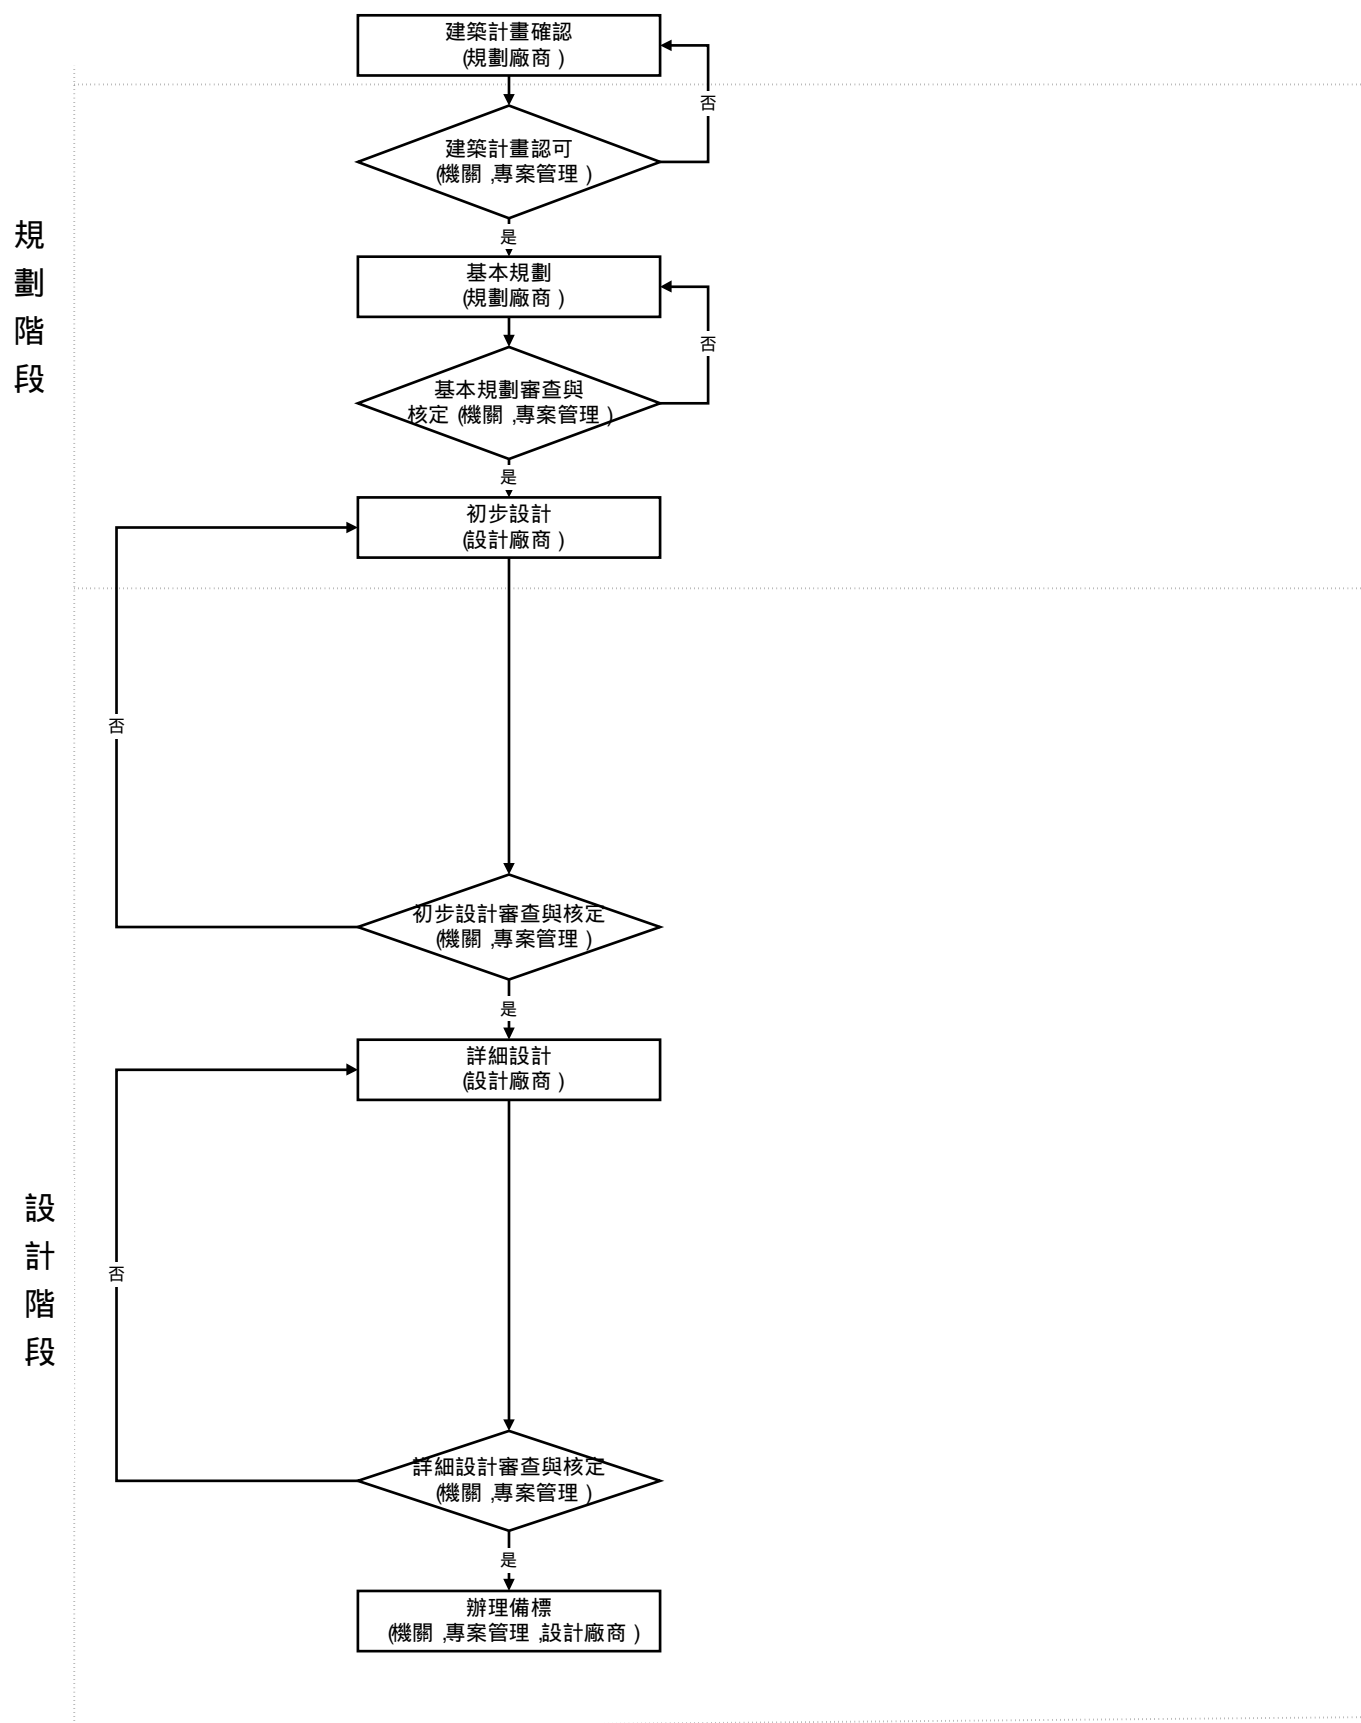 建築計畫確認
(規劃廠商)
否
建築計畫認可
(機關,專案管理)
是
規劃階段
基本規劃
(規劃廠商)
否
基本規劃審查與
核定(機關,專案管理)
是
初步設計
(設計廠商)
否
初步設計審查與核定
(機關,專案管理)
是
詳細設計
(設計廠商)
設計階段
否
詳細設計審查與核定
(機關,專案管理)
是
辦理備標
(機關,專案管理,設計廠商)